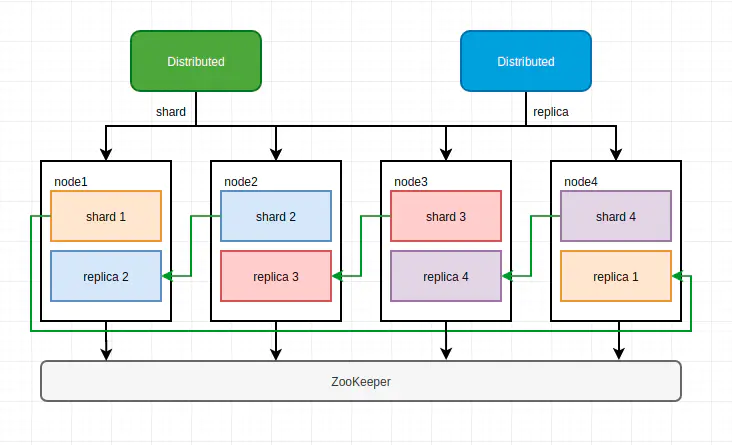 Distributed
Distributed
shard
replica
node1
node2
node3
node4
shard 1
shard 2
shard 3
shard 4
replica 2
replica 3
replica 4
replica 1
ZooKeeper